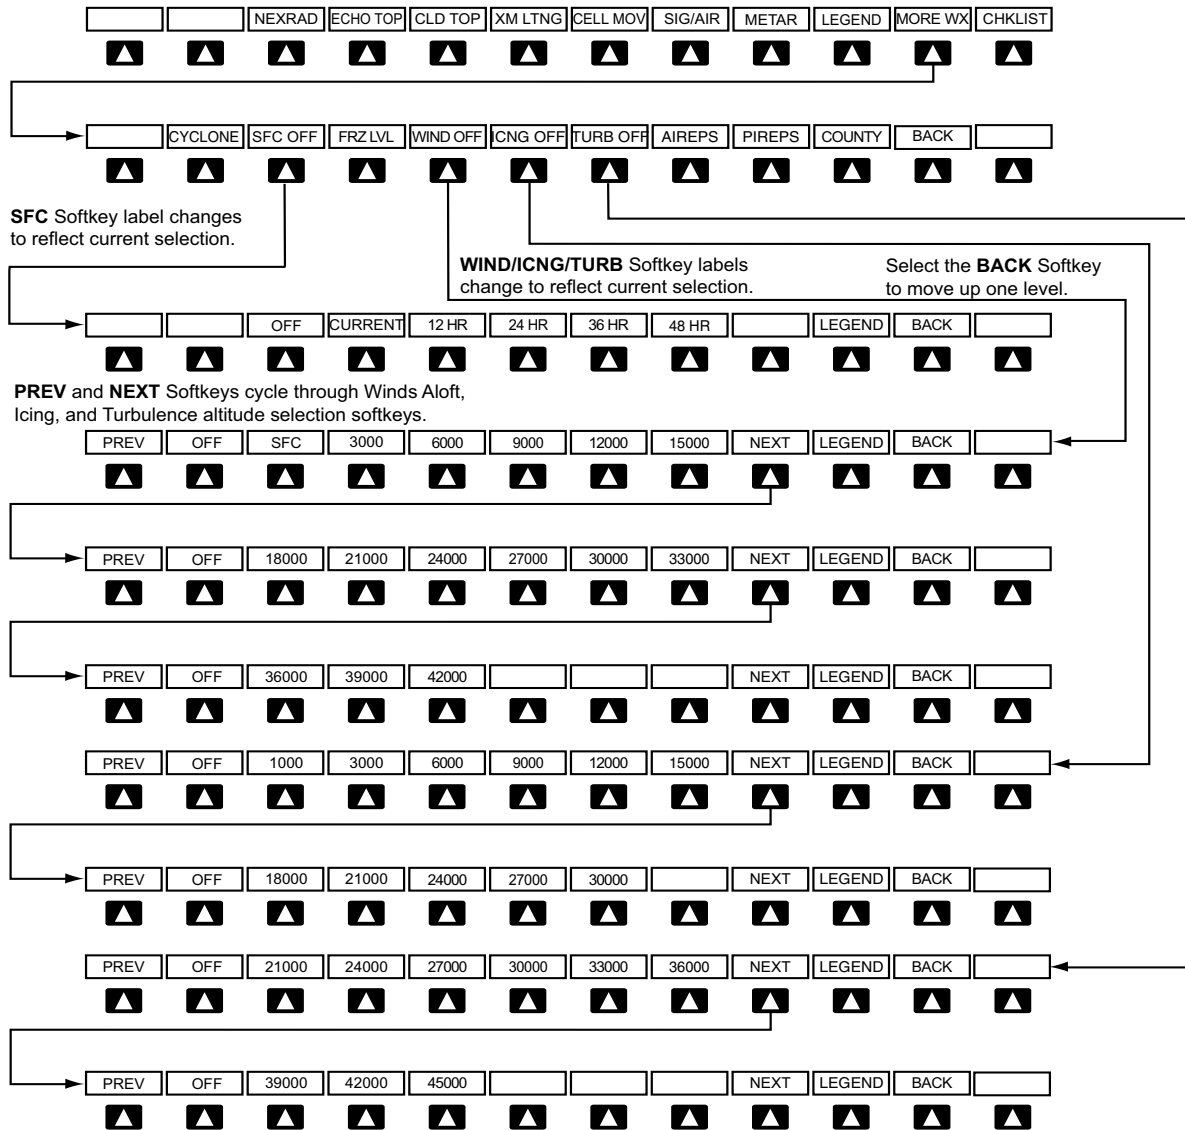 NEXRAD ECHO TOP CLD TOP XM LTNG CELL MOV SIG/AIR METAR LEGEND MORE WX CHKLIST
CYCLONE SFC OFF FRZ LVL WIND OFF ICNG OFF TURB OFF AIREPS PIREPS COUNTY BACK
SFC Softkey label changes
to reflect current selection.
WIND/ICNG/TURB Softkey labels
change to reflect current selection.
Select the BACK Softkey
to move up one level.
OFF CURRENT 12 HR 24 HR 36 HR 48 HR LEGEND BACK
PREV and NEXT Softkeys cycle through Winds Aloft,
Icing, and Turbulence altitude selection softkeys.
PREV OFF SFC 3000 6000 9000 12000 15000 NEXT LEGEND BACK
PREV OFF 18000 21000 24000 27000 30000 33000 NEXT LEGEND BACK
PREV OFF 36000 39000 42000 NEXT LEGEND BACK
PREV OFF 1000 3000 6000 9000 12000 15000 NEXT LEGEND BACK
PREV OFF 18000 21000 24000 27000 30000 NEXT LEGEND BACK
PREV OFF 21000 24000 27000 30000 33000 36000 NEXT LEGEND BACK
PREV OFF 39000 42000 45000 NEXT LEGEND BACK